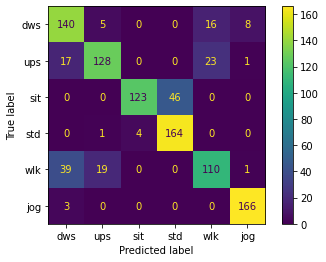 True label
dws 140 5 0 0 16 8
ups 17 128 0 0 23 1
sit 0 0 123 46 0 0
std 0 1 4 164 0 0
wlk 39 19 0 0 110 1
jog 3 0 0 0 0 166
dws ups sit std wlk jog
Predicted label
160
140
120
100
80
60
40
20
0